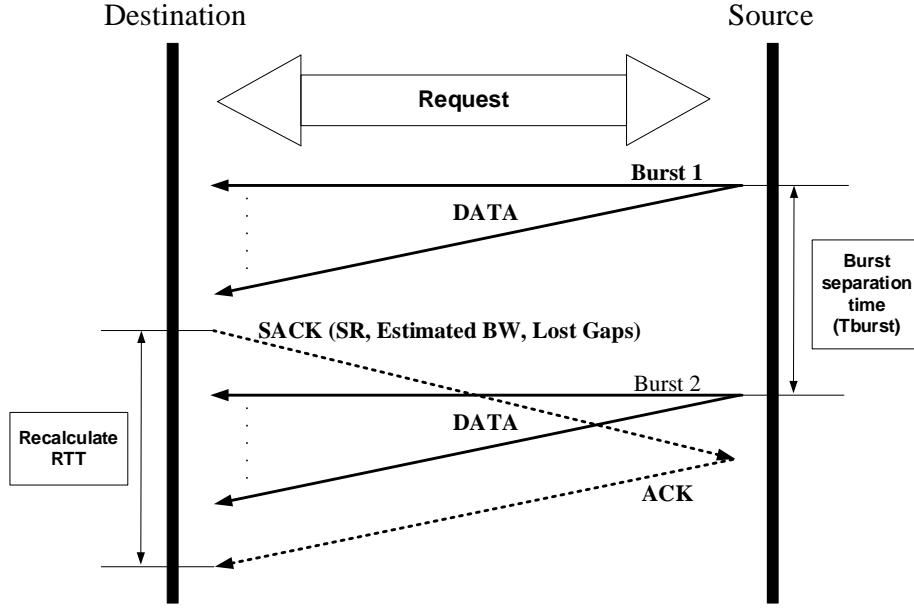 Destination
Source
Request
Burst 1
DATA
Burst
separation
time
(Tburst)
SACK (SR, Estimated BW, Lost Gaps)
Burst 2
DATA
Recalculate
RTT
ACK